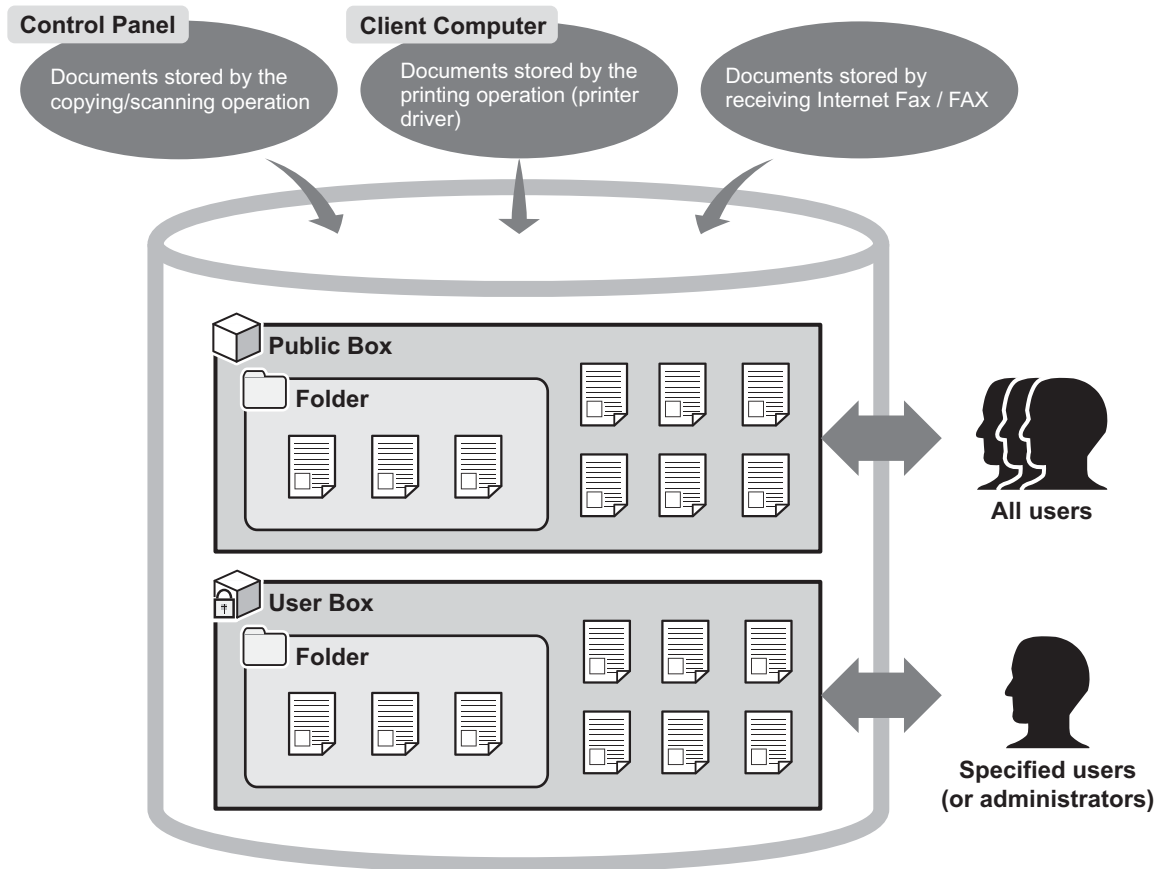 Control Panel
Documents stored by the
copying/scanning operation
Client Computer
Documents stored by the
printing operation (printer
driver)
Documents stored by
receiving Internet Fax / FAX
Public Box
Folder
All users
User Box
Folder
Specified users
(or administrators)